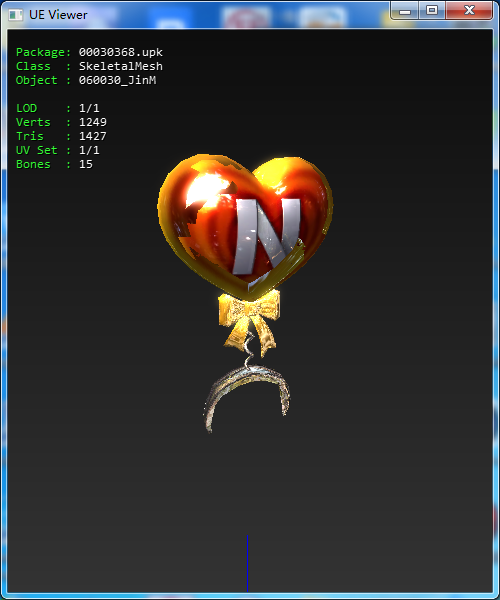 UE Viewer
Package: 00030368.upk
Class : SkeletalMesh
Object : 060030_JinM
LOD : 1/1
Verts : 1249
Tris : 1427
UV Set : 1/1
Bones : 15
N